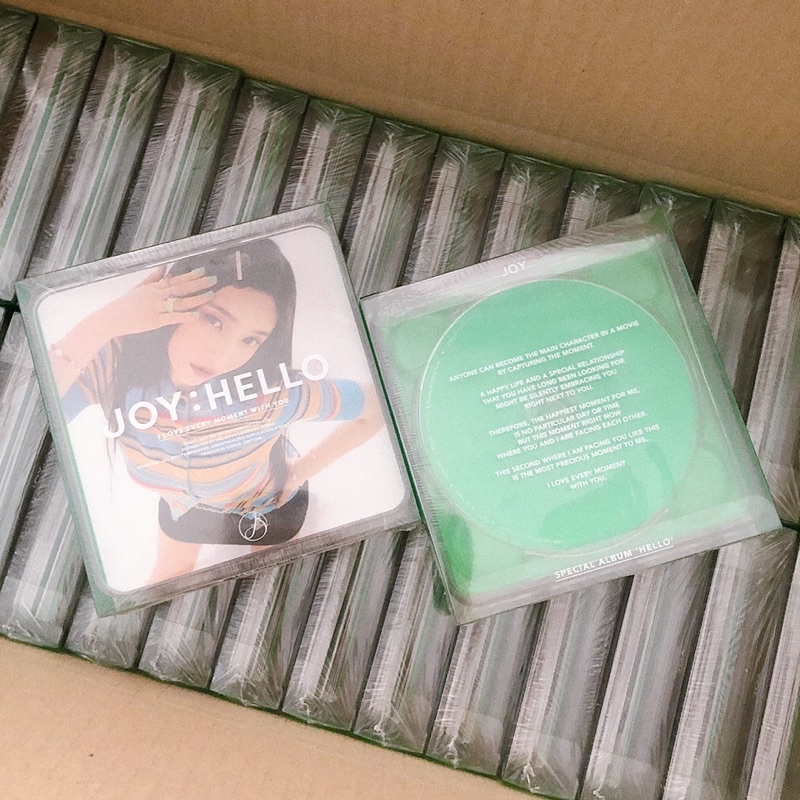 JOY:HELLO
I LOVE EVERY MOMENT WITH YOU
JOY
ANYONE CAN BECOME THE MAIN CHARACTER IN A MOVIE
BY CAPTURING THE MOMENT.
A HAPPY LIFE AND A SPECIAL RELATIONSHIP
THAT YOU HAVE LONG BEEN LOOKING FOR
MIGHT BE SILENTLY EMBRACING YOU
RIGHT NEXT TO YOU.
THEREFORE, THE HAPPIEST MOMENT FOR ME,
IS NO PARTICULAR DAY OF TIME
BUT THIS MOMENT RIGHT NOW
WHERE YOU AND I ARE FACING EACH OTHER.
THIS SECOND WHERE I AM FACING YOU LIKE THIS
IS THE MOST PRECIOUS MOMENT TO ME.
I LOVE EVERY MOMENT
WITH YOU.
SPECIAL ALBUM 'HELLO'